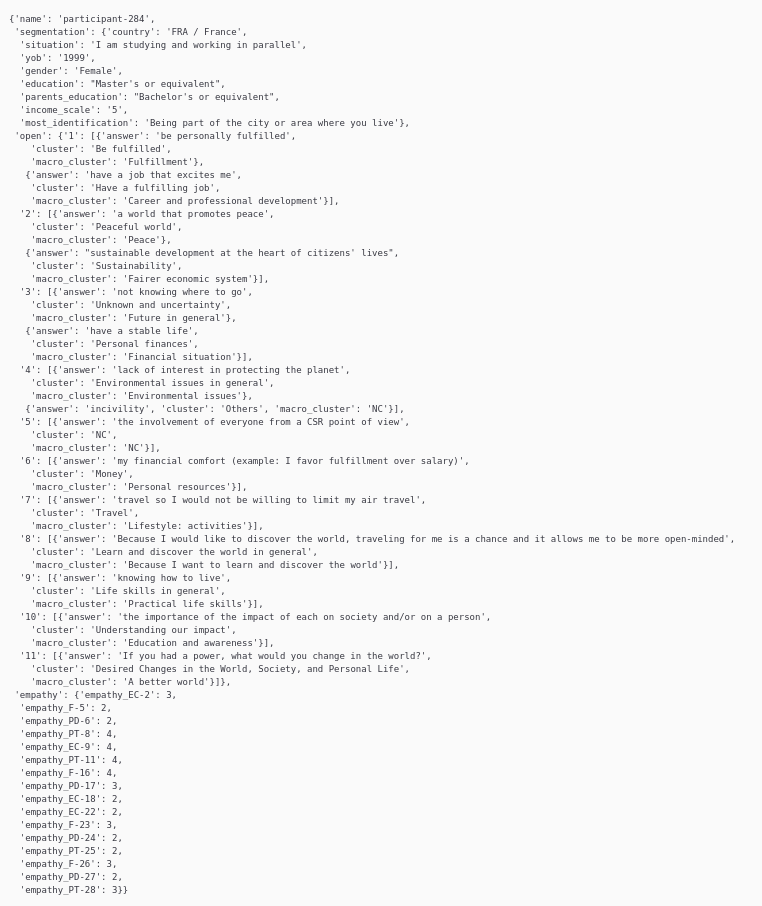 {'name': 'participant-284',
'segmentation': {'country': 'FRA / France',
'situation': 'I am studying and working in parallel',
'yob': '1999',
'gender': 'Female',
'education': "Master's or equivalent",
'parents_education': "Bachelor's or equivalent",
'income_scale': '5',
'most_identification': 'Being part of the city or area where you live'},
'open': {'1': [{'answer': 'be personally fulfilled',
'cluster': 'Be fulfilled',
'macro_cluster': 'Fulfillment'},
{'answer': 'have a job that excites me',
'cluster': 'Have a fulfilling job',
'macro_cluster': 'Career and professional development'}],
'2': [{'answer': 'a world that promotes peace',
'cluster': 'Peaceful world',
'macro_cluster': 'Peace'},
{'answer': "sustainable development at the heart of citizens' lives",
'cluster': 'Sustainability',
'macro_cluster': 'Fairer economic system'}],
'3': [{'answer': 'not knowing where to go',
'cluster': 'Unknown and uncertainty',
'macro_cluster': 'Future in general'},
{'answer': 'have a stable life',
'cluster': 'Personal finances',
'macro_cluster': 'Financial situation'}],
'4': [{'answer': 'lack of interest in protecting the planet',
'cluster': 'Environmental issues in general',
'macro_cluster': 'Environmental issues'},
{'answer': 'incivility', 'cluster': 'Others', 'macro_cluster': 'NC'}],
'5': [{'answer': 'the involvement of everyone from a CSR point of view',
'cluster': 'NC',
'macro_cluster': 'NC'}],
'6': [{'answer': 'my financial comfort (example: I favor fulfillment over salary)',
'cluster': 'Money',
'macro_cluster': 'Personal resources'}],
'7': [{'answer': 'travel so I would not be willing to limit my air travel',
'cluster': 'Travel',
'macro_cluster': 'Lifestyle: activities'}],
'8': [{'answer': 'Because I would like to discover the world, traveling for me is a chance and it allows me to be more open-minded',
'cluster': 'Learn and discover the world in general',
'macro_cluster': 'Because I want to learn and discover the world'}],
'9': [{'answer': 'knowing how to live',
'cluster': 'Life skills in general',
'macro_cluster': 'Practical life skills'}],
'10': [{'answer': 'the importance of the impact of each on society and/or on a person',
'cluster': 'Understanding our impact',
'macro_cluster': 'Education and awareness'}],
'11': [{'answer': 'If you had a power, what would you change in the world?',
'cluster': 'Desired Changes in the World, Society, and Personal Life',
'macro_cluster': 'A better world'}]},
'empathy': {'empathy_EC-2': 3,
'empathy_F-5': 2,
'empathy_PD-6': 2,
'empathy_PT-8': 4,
'empathy_EC-9': 4,
'empathy_PT-11': 4,
'empathy_F-16': 4,
'empathy_PD-17': 3,
'empathy_EC-18': 2,
'empathy_EC-22': 2,
'empathy_F-23': 3,
'empathy_PD-24': 2,
'empathy_PT-25': 2,
'empathy_F-26': 3,
'empathy_PD-27': 2,
'empathy_PT-28': 3}}